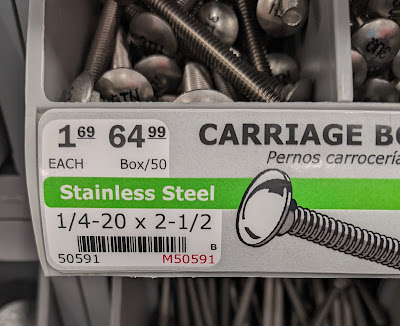 1 69 64 99
EACH Box/50
CARRIAGE BO
Pernos carrocería
Stainless Steel
1/4-20 x 2-1/2
B
50591 M50591